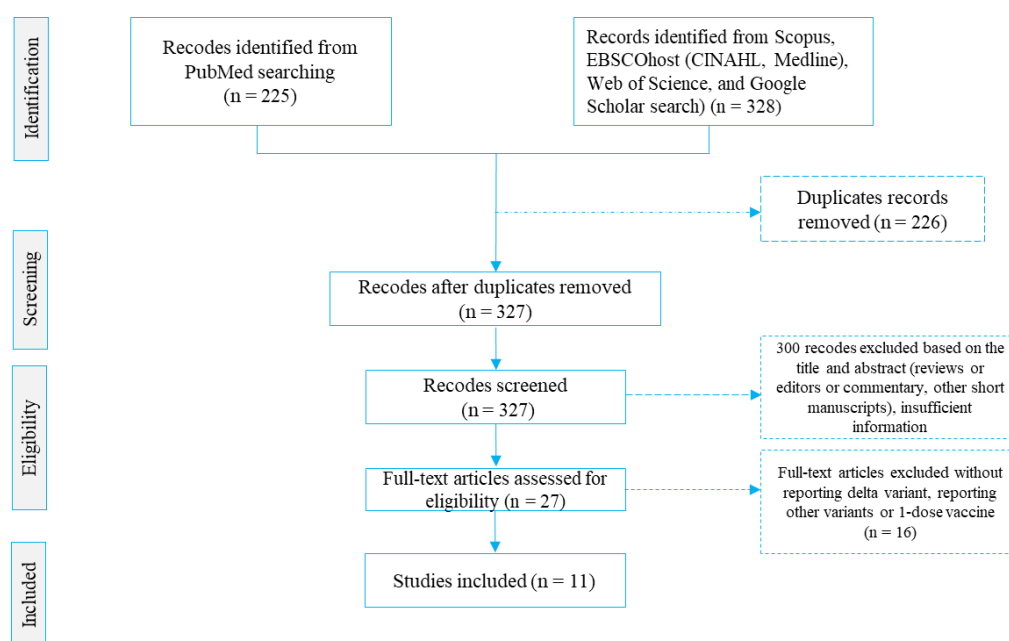 Identification
Recodes identified from
PubMed searching
(n = 225)
Records identified from Scopus,
EBSCOhost (CINAHL, Medline),
Web of Science, and Google
Scholar search) (n = 328)
Duplicates records
removed (n = 226)
Screening
Recodes after duplicates removed
(n = 327)
Eligibility
Recodes screened
(n = 327)
300 recodes excluded based on the
title and abstract (reviews or
editors or commentary, other short
manuscripts), insufficient
information
Full-text articles assessed for
eligibility (n = 27)
Full-text articles excluded without
reporting delta variant, reporting
other variants or 1-dose vaccine
(n = 16)
Included
Studies included (n = 11)